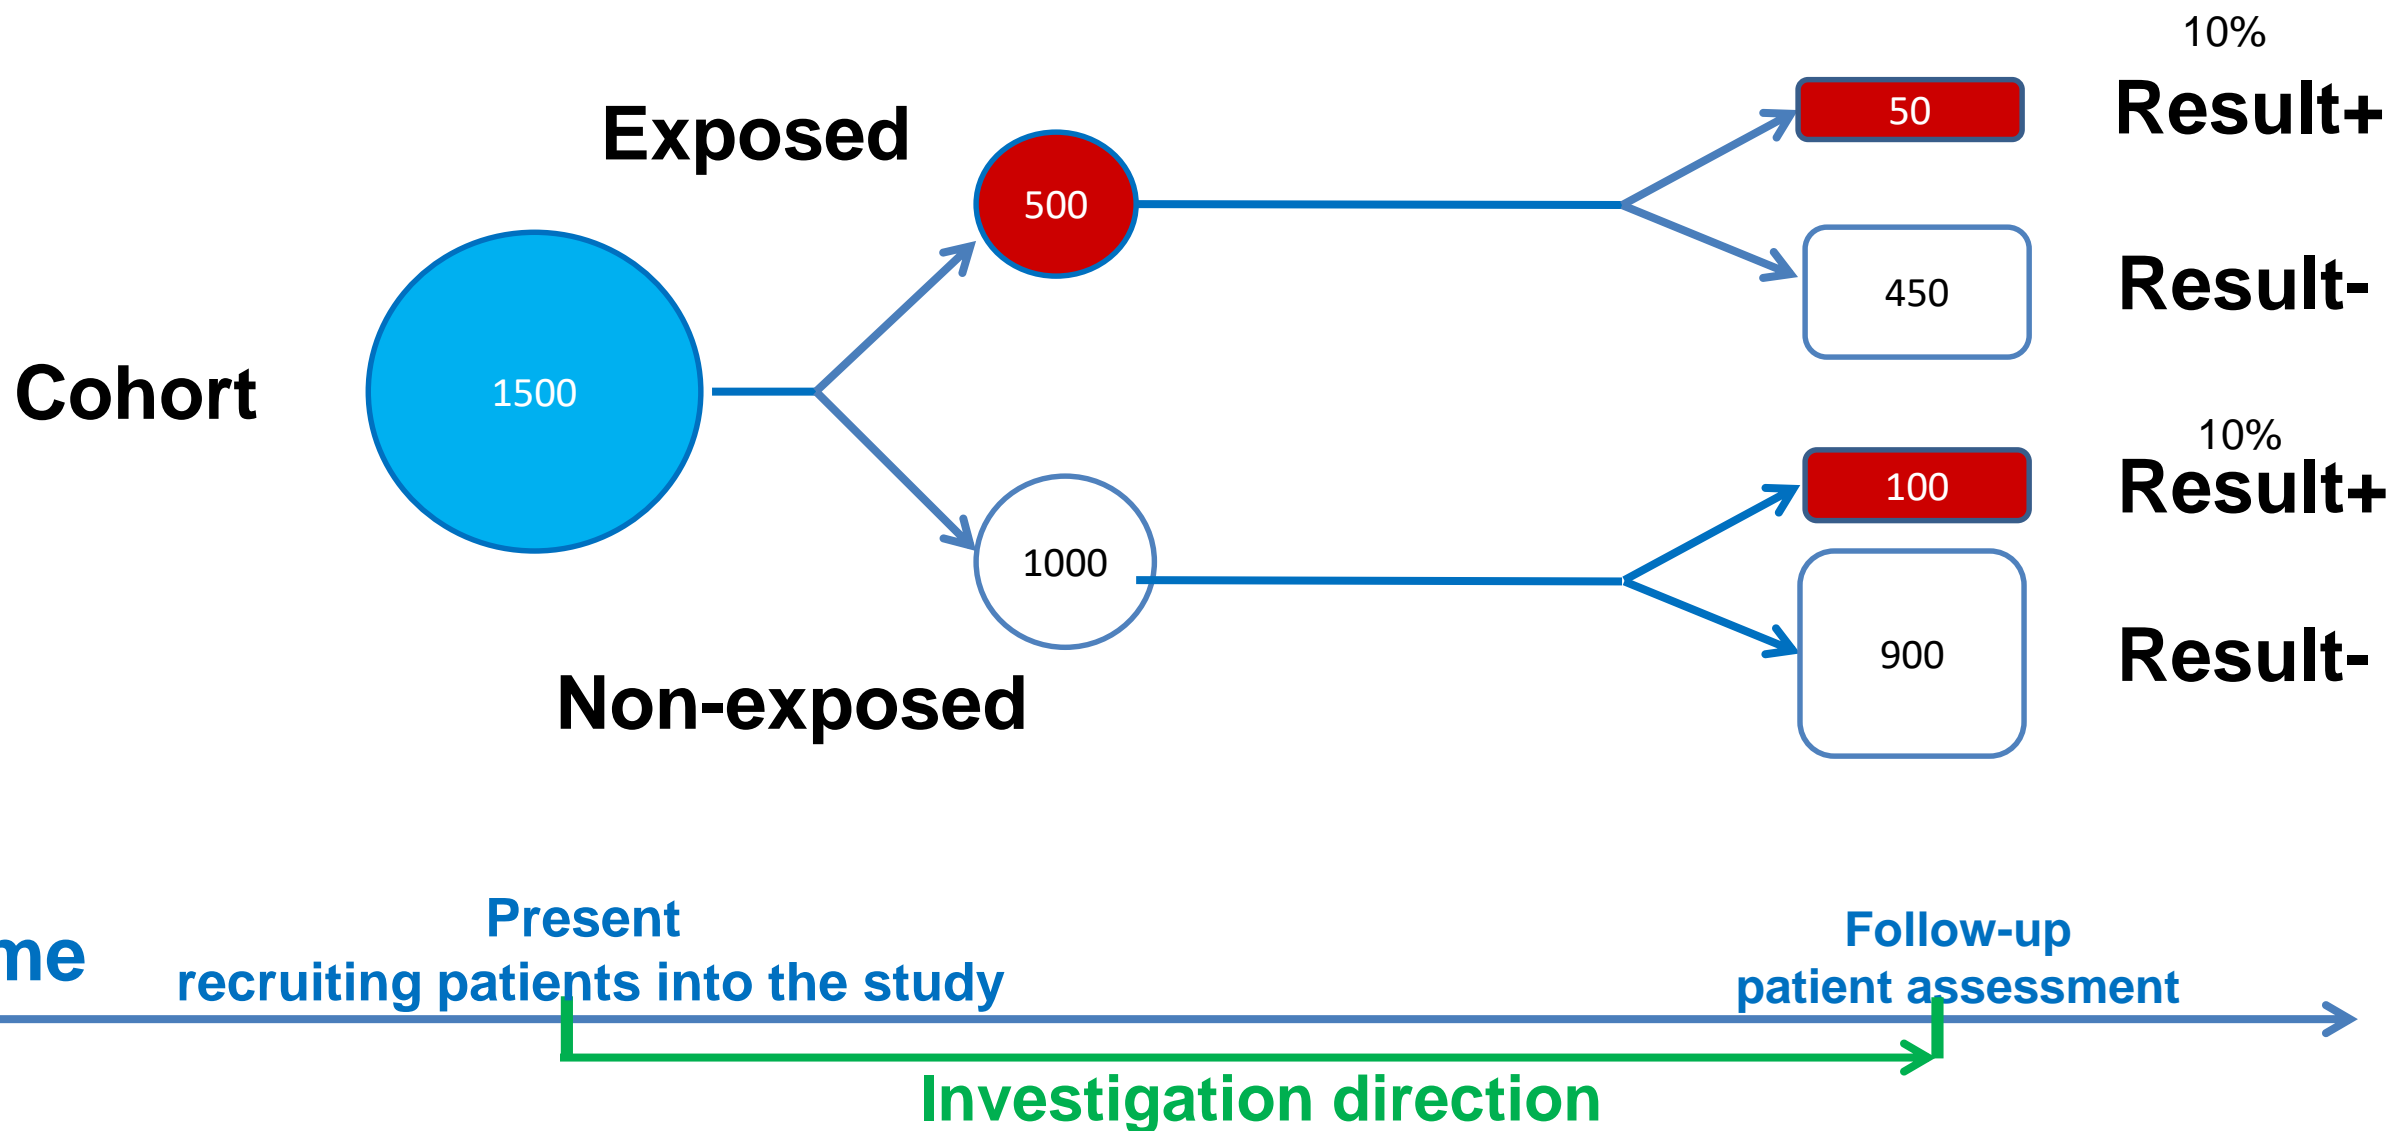 10%
Result+
50
Exposed
500
Result-
450
Cohort
1500
10%
Result+
100
1000
Result-
900
Non-exposed
Present
recruiting patients into the study
Follow-up
patient assessment
me
Investigation direction